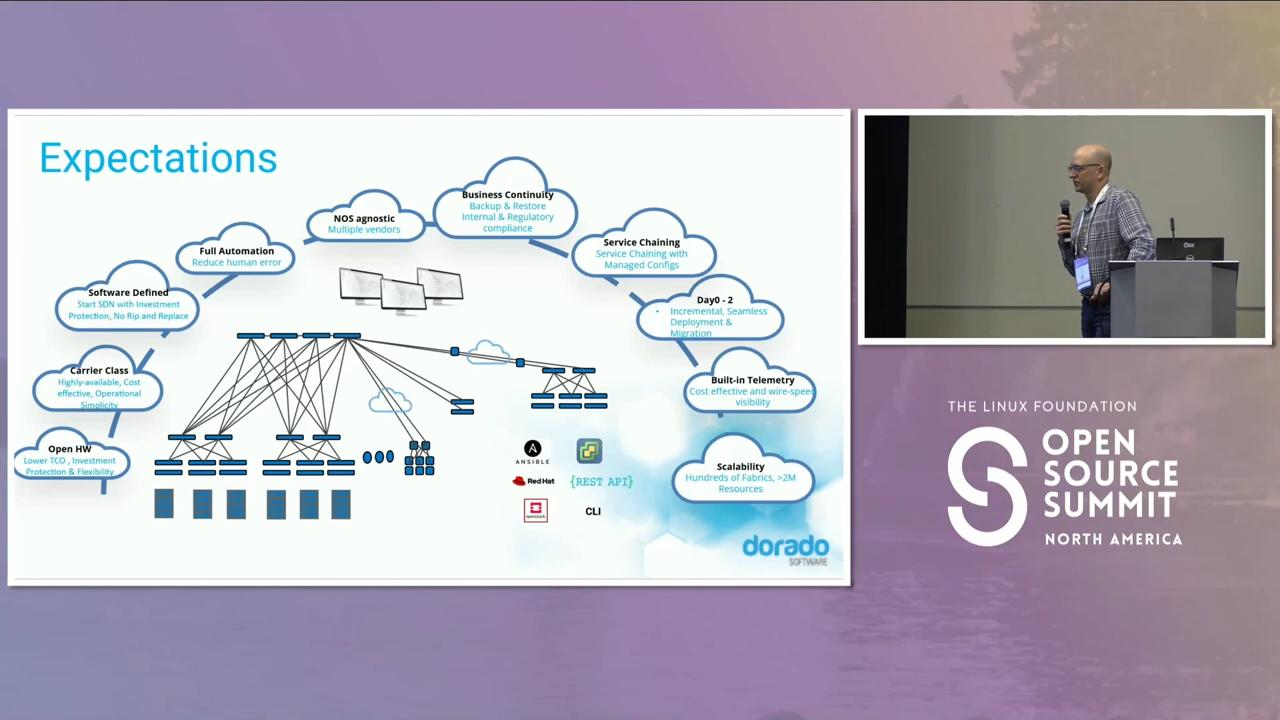 Expectations
Business Continuity
Backup & Restore
Internal & Regulatory
compliance
NOS agnostic
Multiple vendors
Full Automation
Reduce human error
Service Chaining
Service Chaining with
Managed Configs
Software Defined
Start SDN with Investment
Protection, No Rip and Replace
Day0 - 2
• Incremental, Seamless
Deployment &
Migration
Carrier Class
Highly-available, Cost
effective, Operational
Simplicity
Built-in Telemetry
Cost effective and wire-speed
visibility
Open HW
Lower TCO , Investment
Protection & Flexibility
Scalability
Hundreds of Fabrics, >2M
Resources
ANSIBLE
Red Hat
{REST API}
openstack
CLI
dorado
SOFTWARE
THE LINUX FOUNDATION
OPEN
SOURCE
SUMMIT
NORTH AMERICA